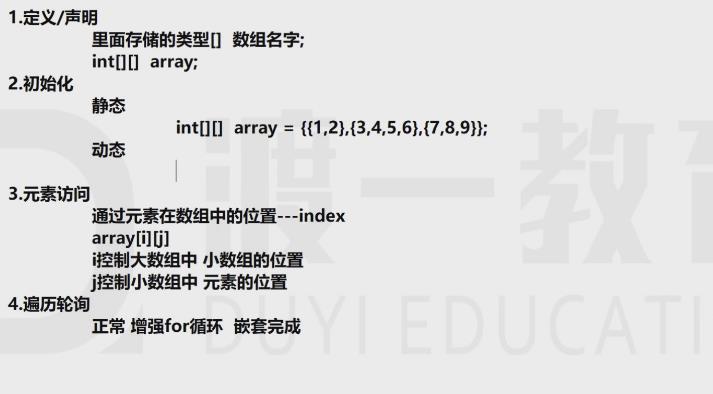 1.定义/声明
里面存储的类型[] 数组名字;
int[][] array;
2.初始化
静态
int[][] array = {{1,2},{3,4,5,6},{7,8,9}};
动态
3.元素访问
通过元素在数组中的位置---index
array[i][j]
i控制大数组中 小数组的位置
j控制小数组中 元素的位置
4.遍历轮询
正常 增强for循环 嵌套完成
渡一教育
DUYI EDUCATI